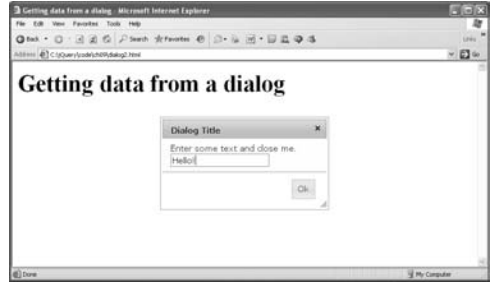 Getting data from a dialog - Microsoft Internet Explorer
File Edit View Favorites Tools Help
Back Search Favorites
Address C:\jQuery\code\ch09\dialog2.html Go Links
Getting data from a dialog
Dialog Title ×
Enter some text and close me.
Hello!
Ok
Done My Computer